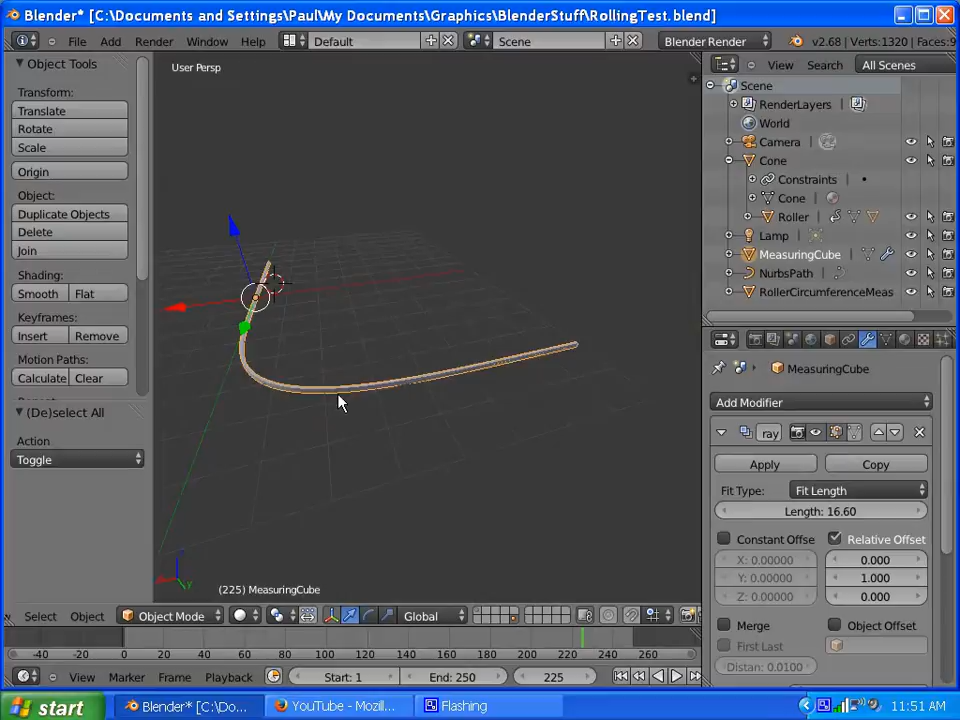 Blender* [C:\Documents and Settings\Paul\My Documents\Graphics\BlenderStuff\RollingTest.blend]
File Add Render Window Help Default Scene Blender Render v2.68 | Verts:1320 | Faces:9
Object Tools
Transform:
Translate
Rotate
Scale
Origin
Object:
Duplicate Objects
Delete
Join
Shading:
Smooth Flat
Keyframes:
Insert Remove
Motion Paths:
Calculate Clear
(De)select All
Action
Toggle
User Persp
(225) MeasuringCube
View Search All Scenes
Scene
RenderLayers
World
Camera
Cone
Constraints
Cone
Roller
Lamp
MeasuringCube
NurbsPath
RollerCircumferenceMeas
MeasuringCube
Add Modifier
ray
Apply Copy
Fit Type: Fit Length
Length: 16.60
Constant Offse Relative Offset
X: 0.00000 0.000
Y: 0.00000 1.000
Z: 0.00000 0.000
Merge Object Offset
First Last
Distan: 0.0100
Select Object Object Mode Global
-40 -20 0 20 40 60 80 100 120 140 160 180 200 220 240 260
View Marker Frame Playback Start: 1 End: 250 225
start Blender* [C:\Do... YouTube - Mozil... Flashing 11:51 AM